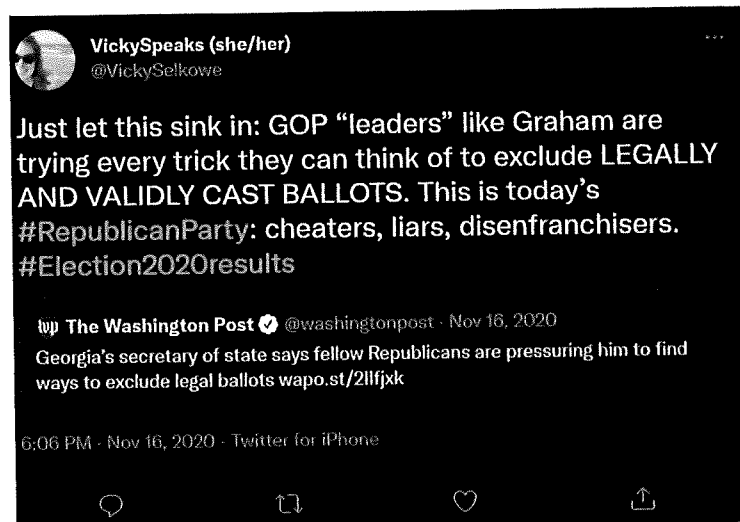 VickySpeaks (she/her)
@VickySelkowe
Just let this sink in: GOP “leaders” like Graham are
trying every trick they can think of to exclude LEGALLY
AND VALIDLY CAST BALLOTS. This is today’s
#RepublicanParty: cheaters, liars, disenfranchisers.
#Election2020results
wp The Washington Post @washingtonpost · Nov 16, 2020
Georgia’s secretary of state says fellow Republicans are pressuring him to find
ways to exclude legal ballots wapo.st/2Ilfjxk
6:06 PM · Nov 16, 2020 · Twitter for iPhone